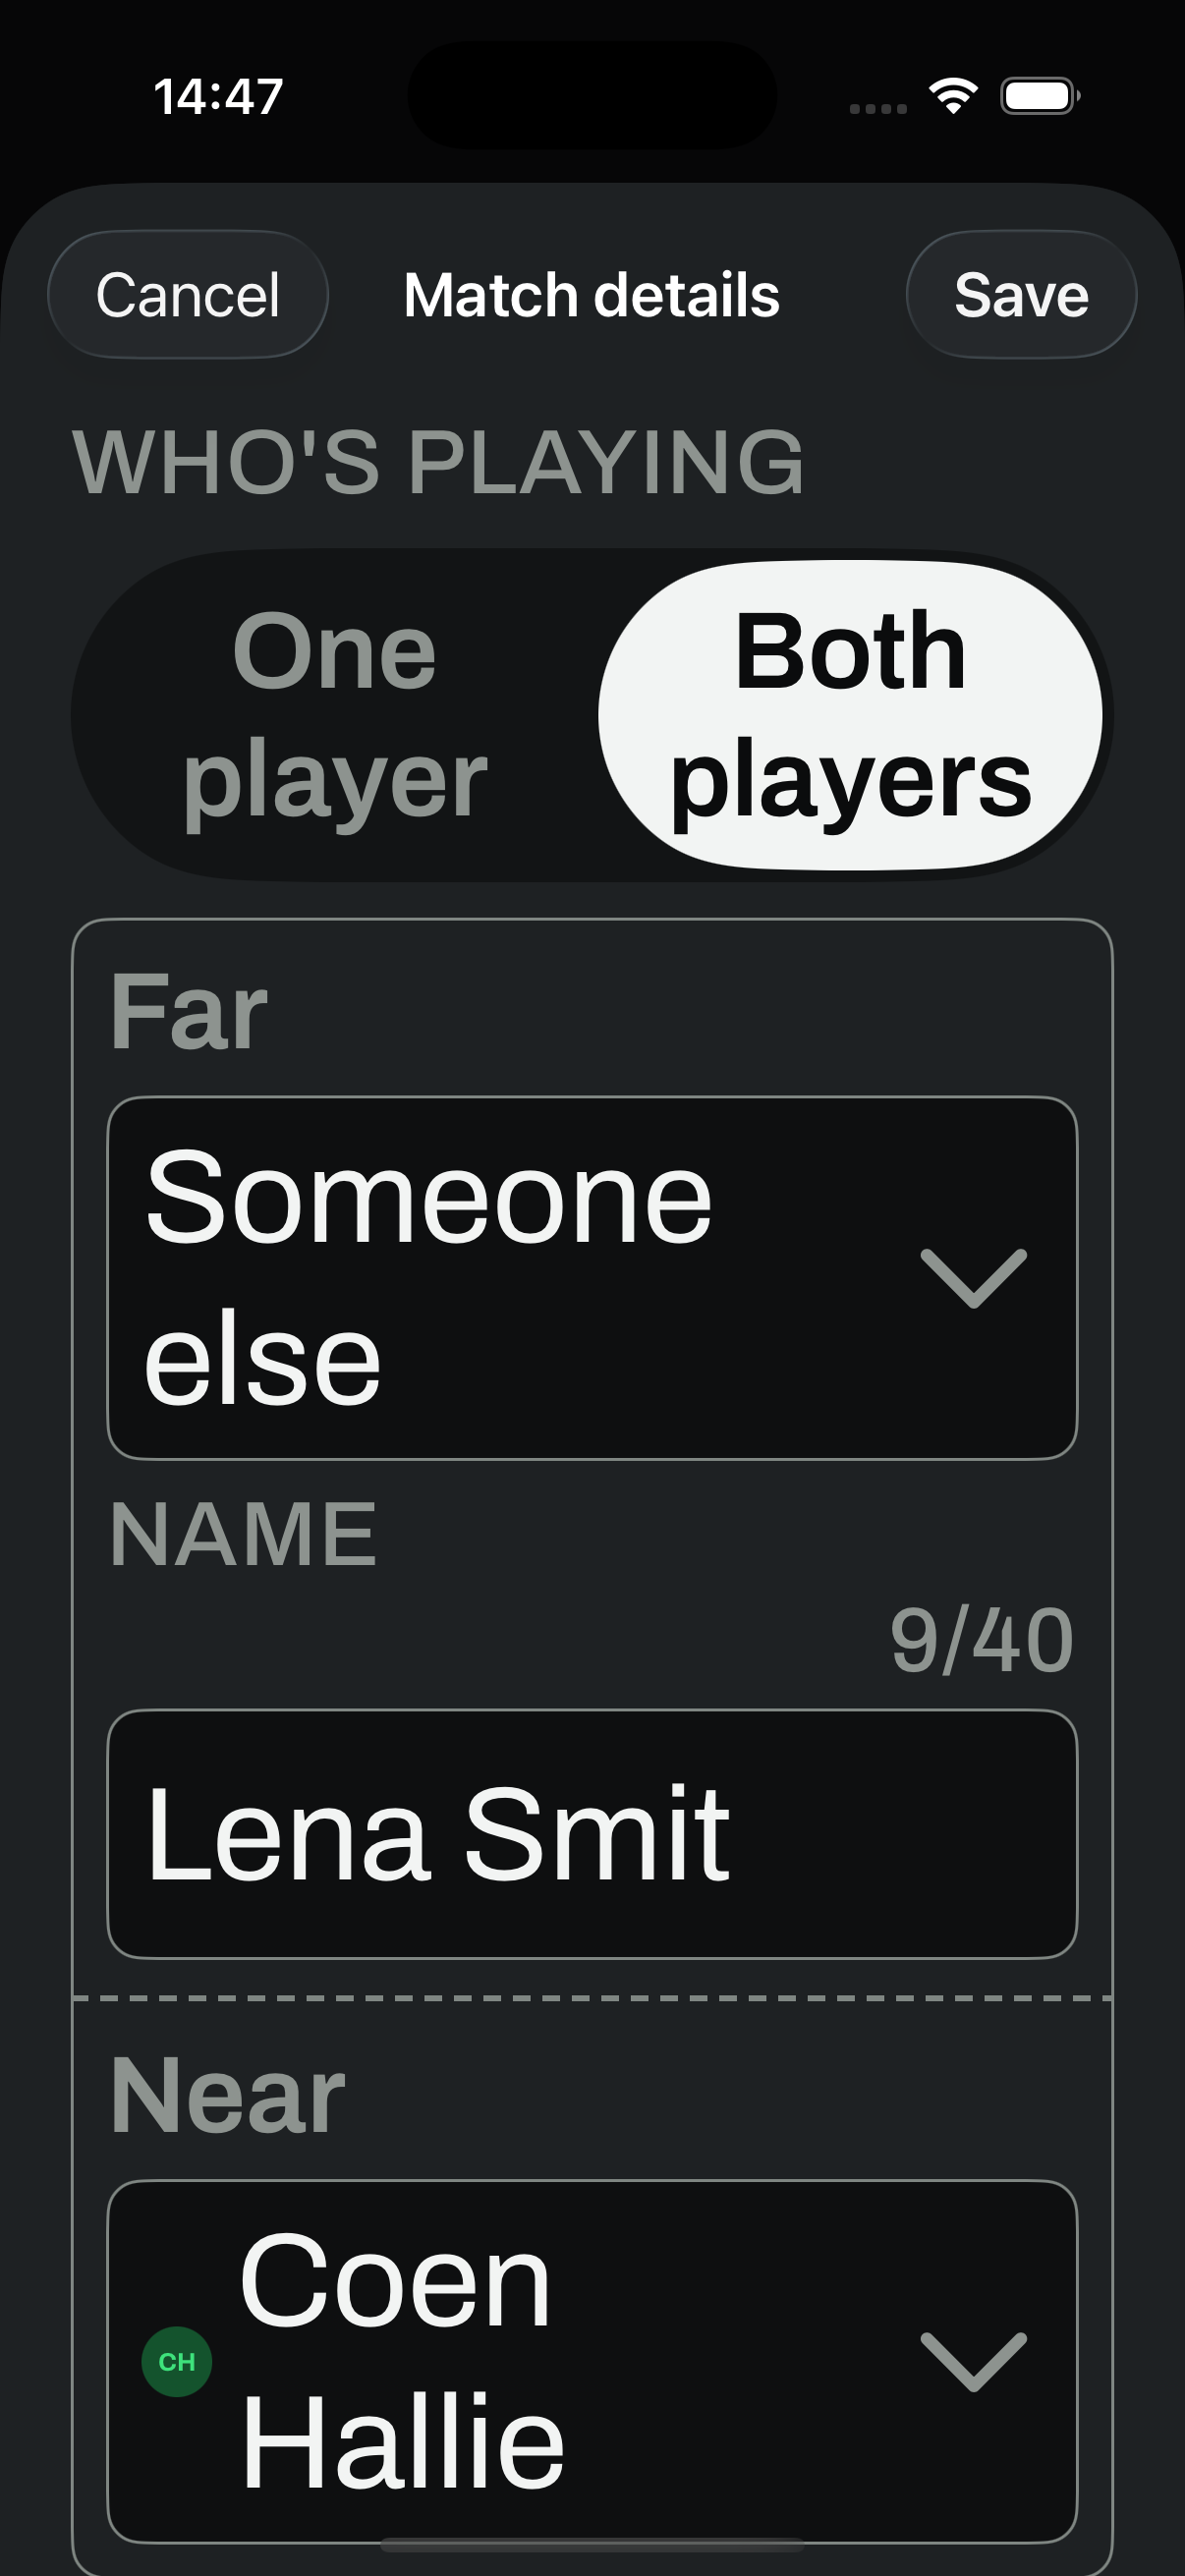 14:47
Cancel
Match details
Save
WHO'S PLAYING
One
player
Both
players
Far
Someone
else
NAME
9/40
Lena Smit
Near
CH
Coen
Hallie